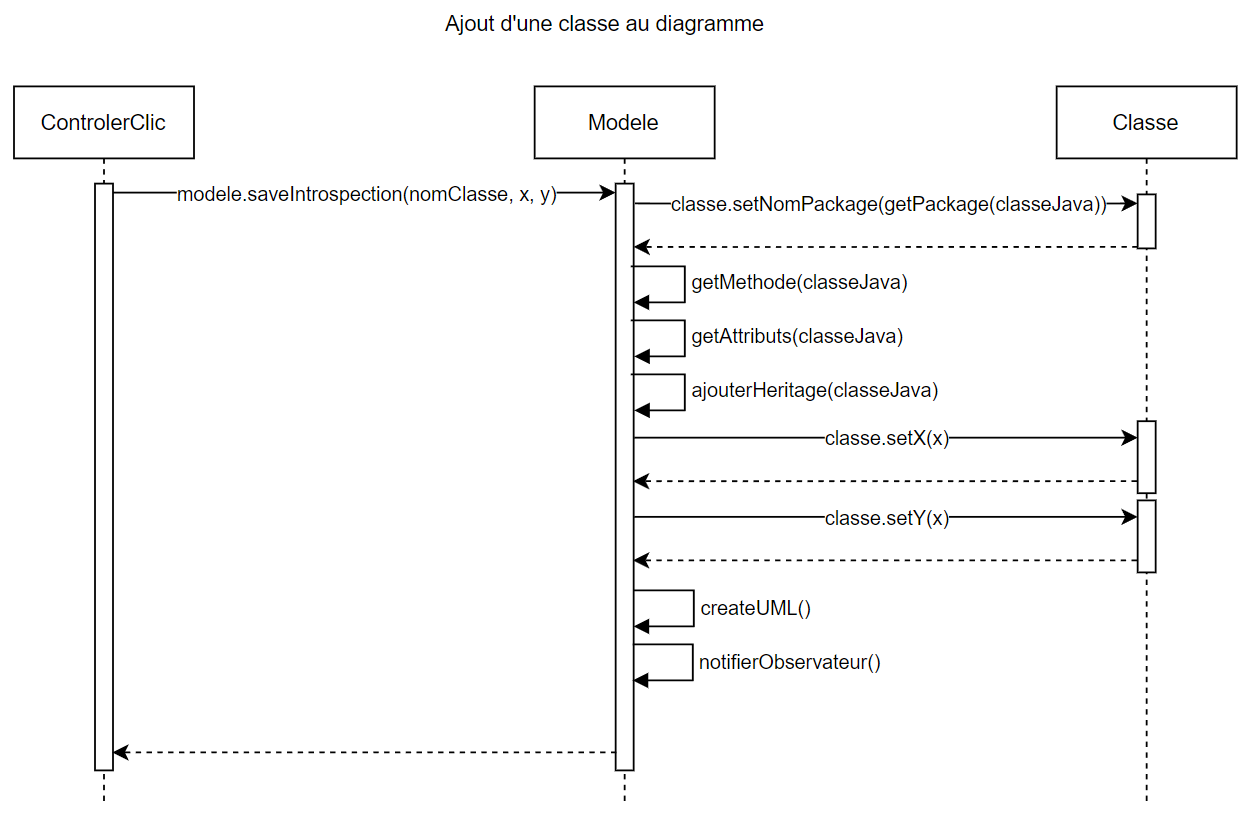 Ajout d'une classe au diagramme
ControlerClic
Modele
Classe
modele.saveIntrospection(nomClasse, x, y)
classe.setNomPackage(getPackage(classeJava))
getMethode(classeJava)
getAttributs(classeJava)
ajouterHeritage(classeJava)
classe.setX(x)
classe.setY(x)
createUML()
notifierObservateur()